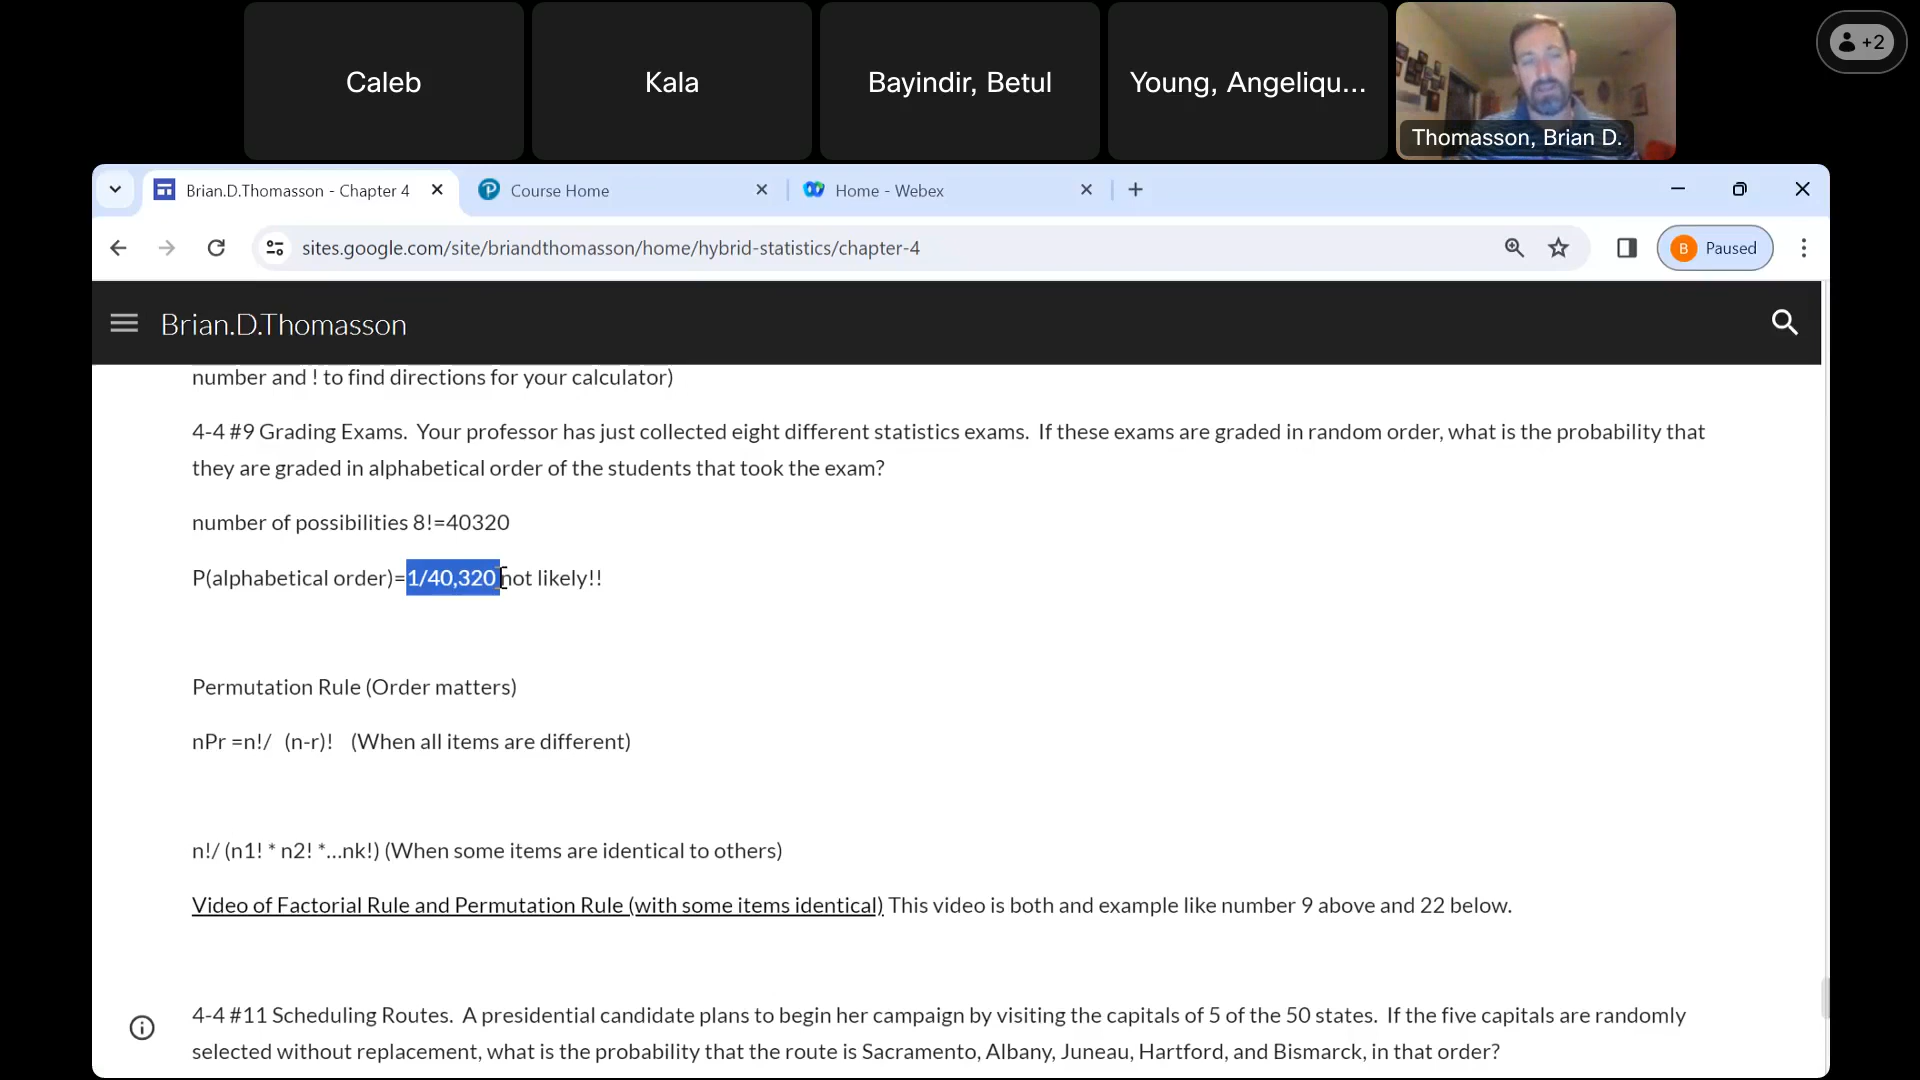 Caleb
Kala
Bayindir, Betul
Young, Angeliqu...
Thomasson, Brian D.
+2
Brian.D.Thomasson - Chapter 4
Course Home
Home - Webex
sites.google.com/site/briandthomasson/home/hybrid-statistics/chapter-4
B Paused
Brian.D.Thomasson
number and ! to find directions for your calculator)
4-4 #9 Grading Exams.  Your professor has just collected eight different statistics exams.  If these exams are graded in random order, what is the probability that
they are graded in alphabetical order of the students that took the exam?
number of possibilities 8!=40320
P(alphabetical order)=1/40,320 not likely!!
Permutation Rule (Order matters)
nPr =n!/  (n-r)!   (When all items are different)
n!/ (n1! * n2! *...nk!) (When some items are identical to others)
Video of Factorial Rule and Permutation Rule (with some items identical) This video is both and example like number 9 above and 22 below.
4-4 #11 Scheduling Routes.  A presidential candidate plans to begin her campaign by visiting the capitals of 5 of the 50 states.  If the five capitals are randomly
selected without replacement, what is the probability that the route is Sacramento, Albany, Juneau, Hartford, and Bismarck, in that order?